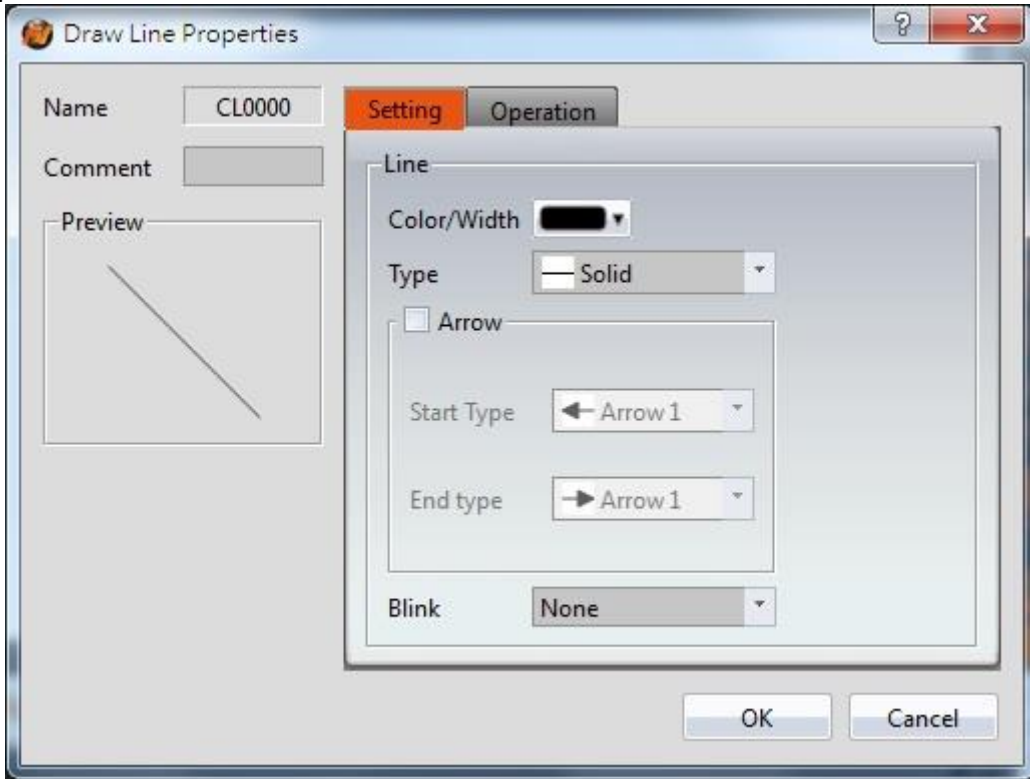 Draw Line Properties
?
Name CL0000
Comment
Preview
Setting Operation
Line
Color/Width
Type Solid
Arrow
Start Type Arrow 1
End type Arrow 1
Blink None
OK Cancel